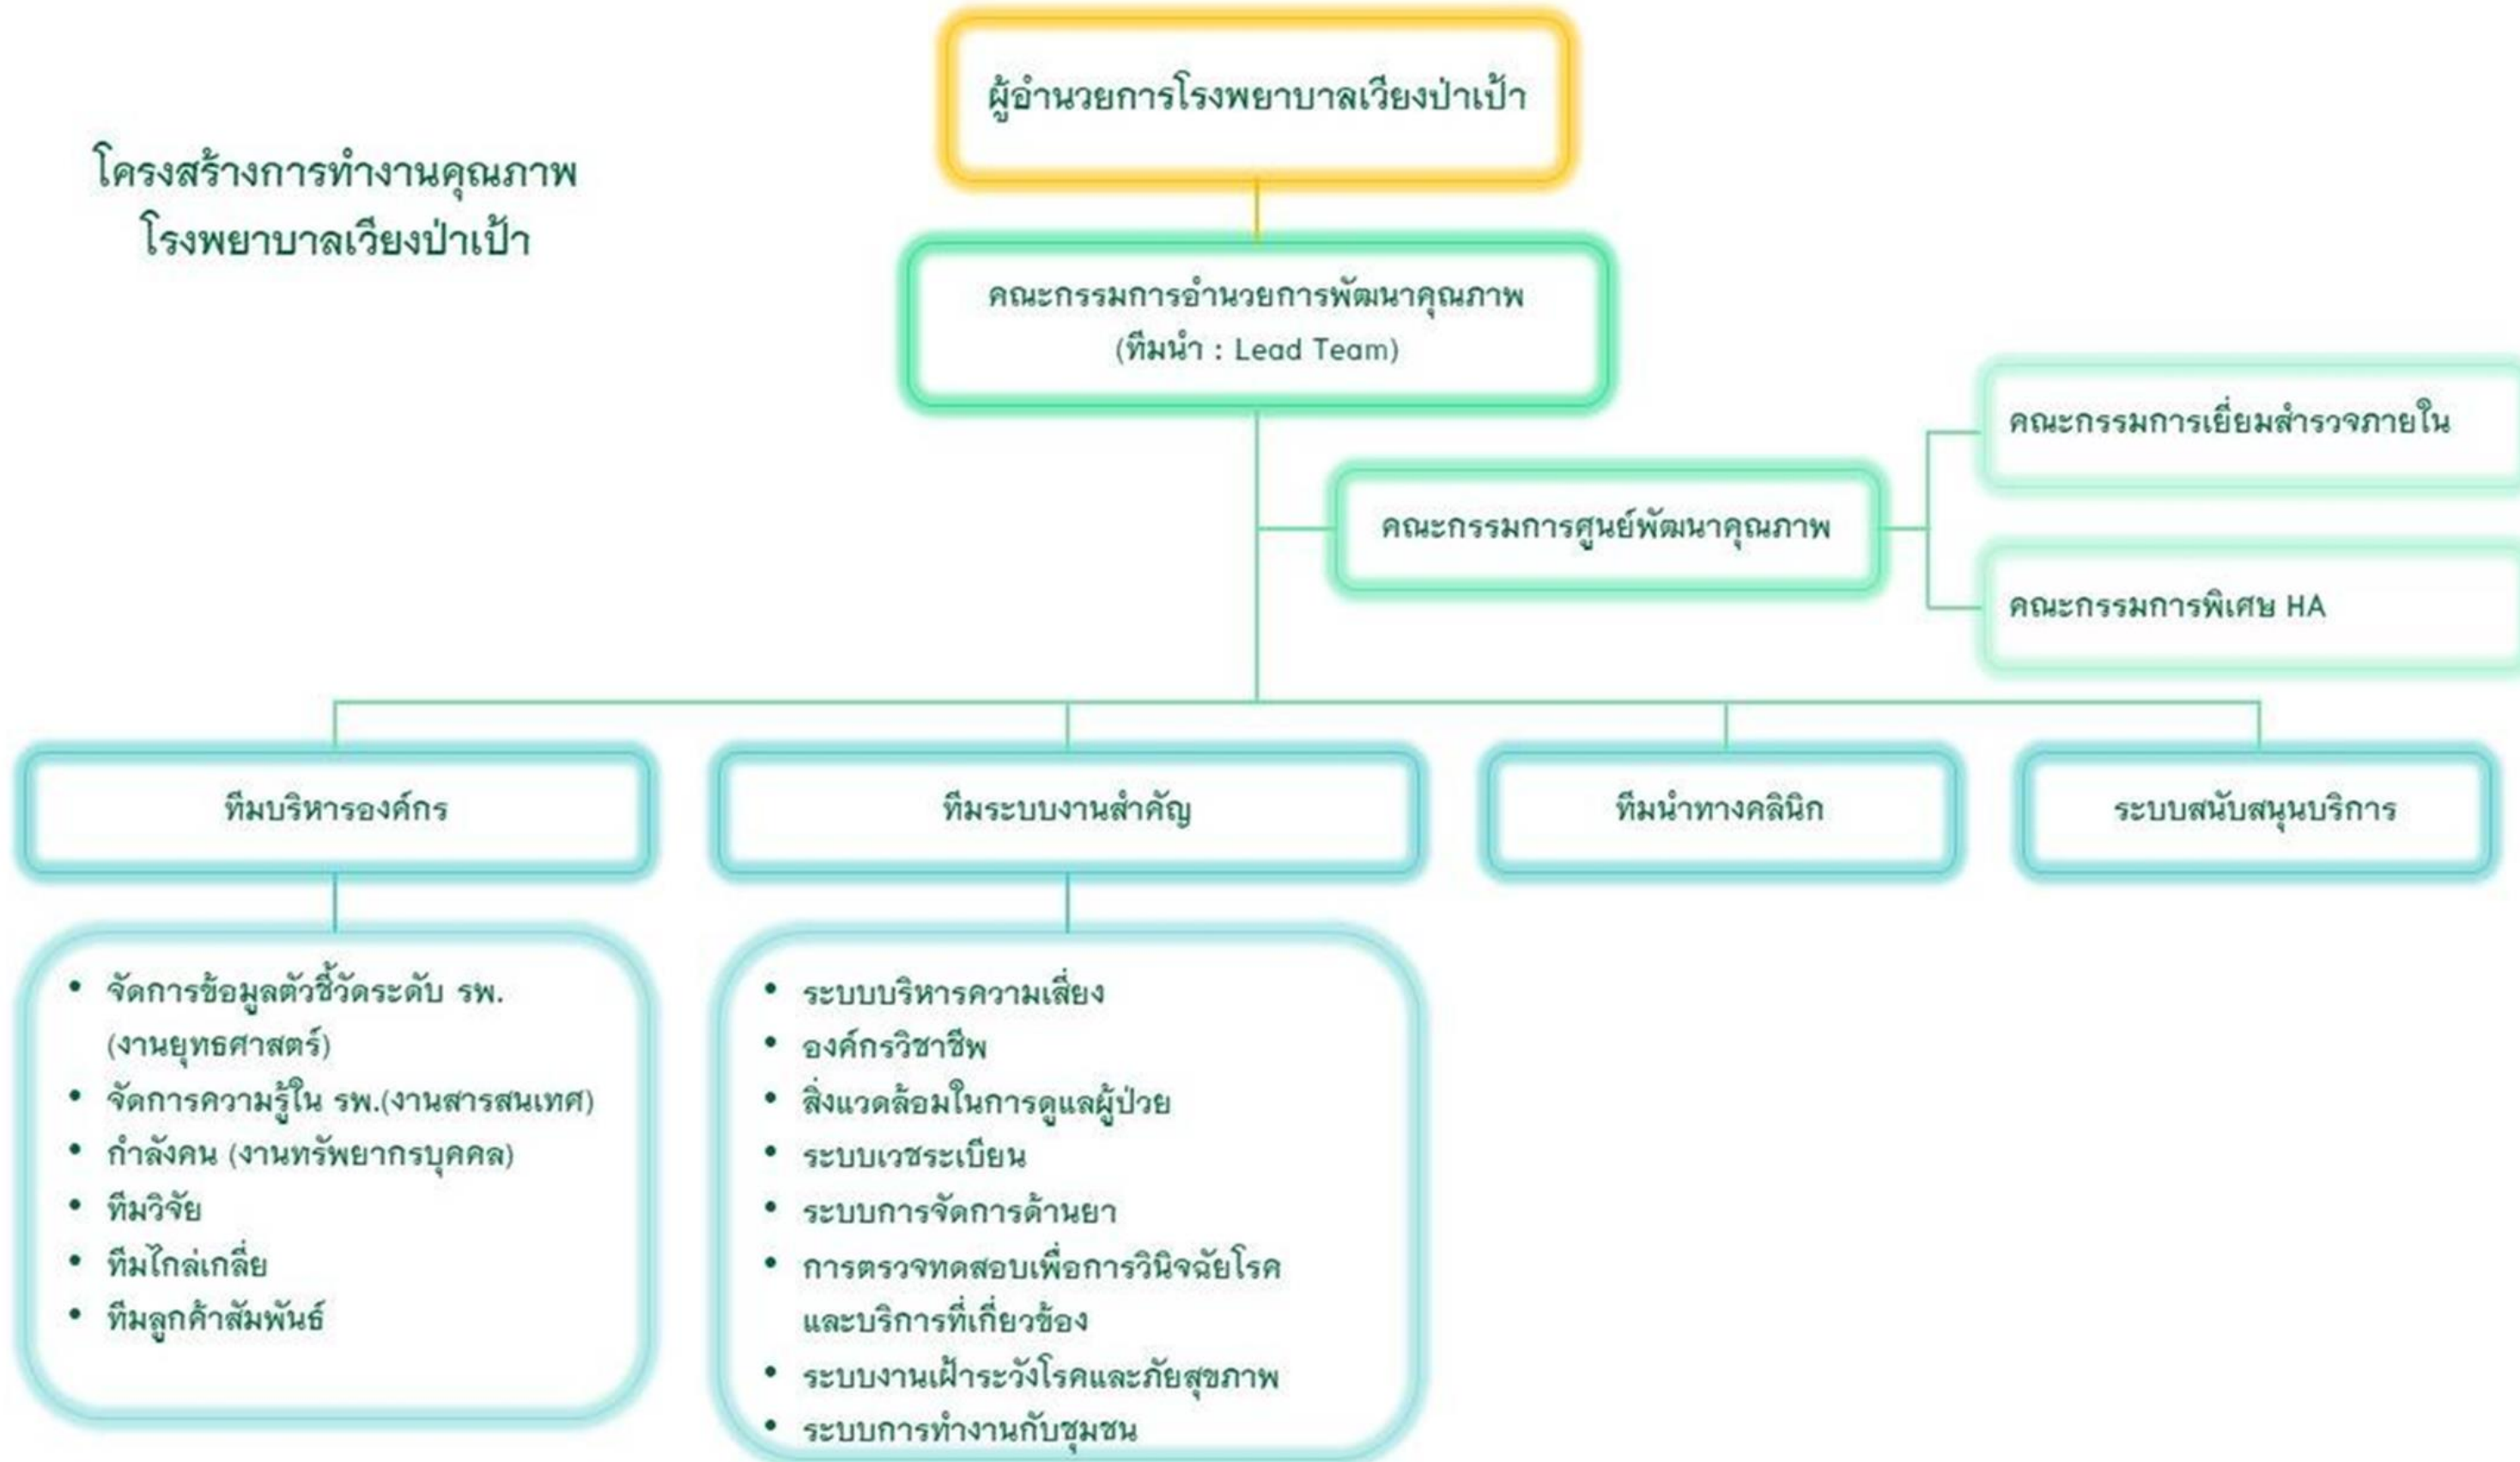 โครงสร้างการทำงานคุณภาพ
โรงพยาบาลเวียงป่าเป้า
ผู้อำนวยการโรงพยาบาลเวียงป่าเป้า
คณะกรรมการอำนวยการพัฒนาคุณภาพ
(ทีมนำ : Lead Team)
คณะกรรมการศูนย์พัฒนาคุณภาพ
คณะกรรมการเยี่ยมสำรวจภายใน
คณะกรรมการพิเศษ HA
ทีมบริหารองค์กร
• จัดการข้อมูลตัวชี้วัดระดับ รพ.
(งานยุทธศาสตร์)
• จัดการความรู้ใน รพ.(งานสารสนเทศ)
• กำลังคน (งานทรัพยากรบุคคล)
• ทีมวิจัย
• ทีมไกล่เกลี่ย
• ทีมลูกค้าสัมพันธ์
ทีมระบบงานสำคัญ
• ระบบบริหารความเสี่ยง
• องค์กรวิชาชีพ
• สิ่งแวดล้อมในการดูแลผู้ป่วย
• ระบบเวชระเบียน
• ระบบการจัดการด้านยา
• การตรวจทดสอบเพื่อการวินิจฉัยโรค
และบริการที่เกี่ยวข้อง
• ระบบงานเฝ้าระวังโรคและภัยสุขภาพ
• ระบบการทำงานกับชุมชน
ทีมนำทางคลินิก
ระบบสนับสนุนบริการ